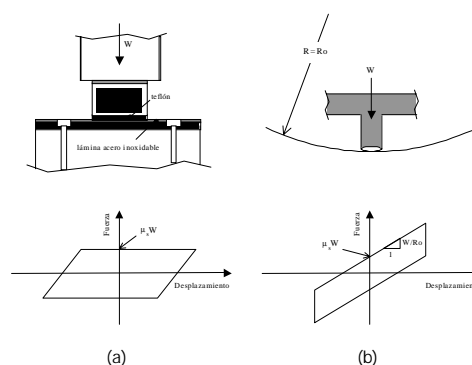 W
teflón
lámina acero inoxidable
Fuerza
μsW
Desplazamiento
(a)
R = Ro
W
Fuerza
μsW
W/Ro
1
Desplazamien
(b)